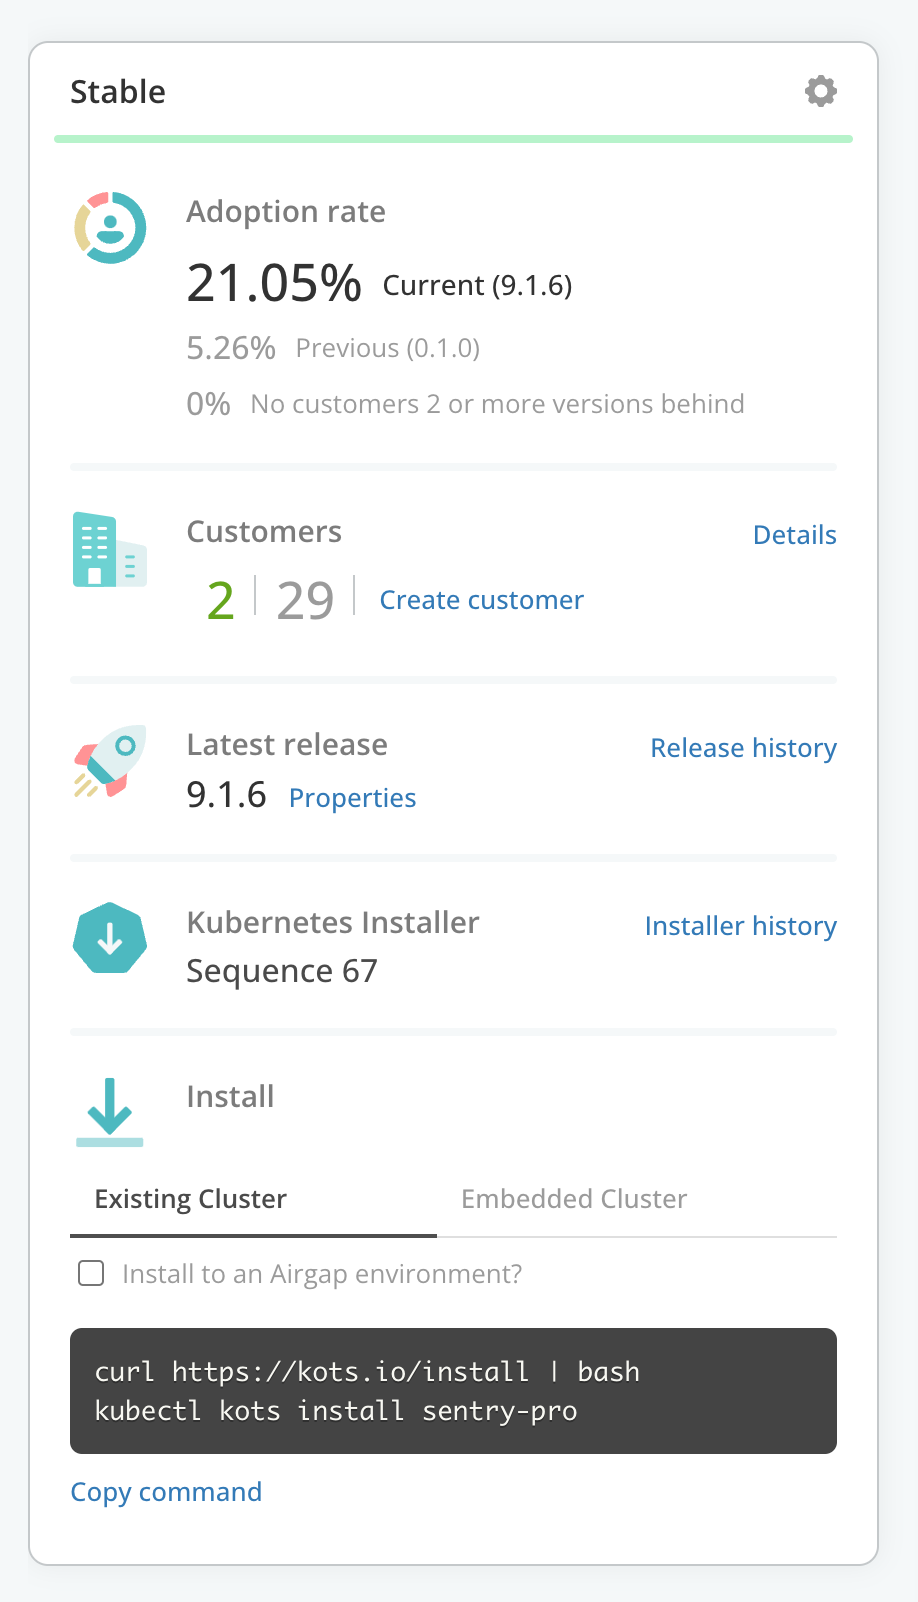 Stable
Adoption rate
21.05% Current (9.1.6)
5.26% Previous (0.1.0)
0% No customers 2 or more versions behind
Customers Details
2 29 Create customer
Latest release Release history
9.1.6 Properties
Kubernetes Installer Installer history
Sequence 67
Install
Existing Cluster Embedded Cluster
Install to an Airgap environment?
curl https://kots.io/install | bash
kubectl kots install sentry-pro
Copy command